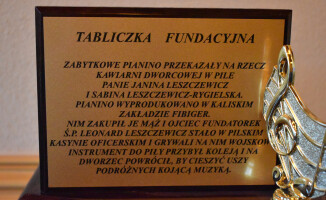 TABLICZKA FUNDACYJNA
ZABYTKOWE PIANINO PRZEKAZAŁY NA RZECZ
KAWIARNI DWORCOWEJ W PILE
PANIE JANINA LESZCZEWICZ
I SABINA LESZCZEWICZ-RYGIELSKA.
PIANINO WYPRODUKOWANO W KALISKIM
ZAKŁADZIE FIBIGER.
NIM ZAKUPIŁ JE MĄŻ I OJCIEC FUNDATOREK
Ś.P. LEONARD LESZCZEWICZ STAŁO W PILSKIM
KASYNIE OFICERSKIM I GRYWALI NA NIM WOJSKOWI
INSTRUMENT DO PIŁY PRZYBYŁ KOLEJĄ I NA
DWORZEC POWRÓCIŁ, BY CIESZYĆ USZY
PODRÓŻNYCH KOJĄCĄ MUZYKĄ.